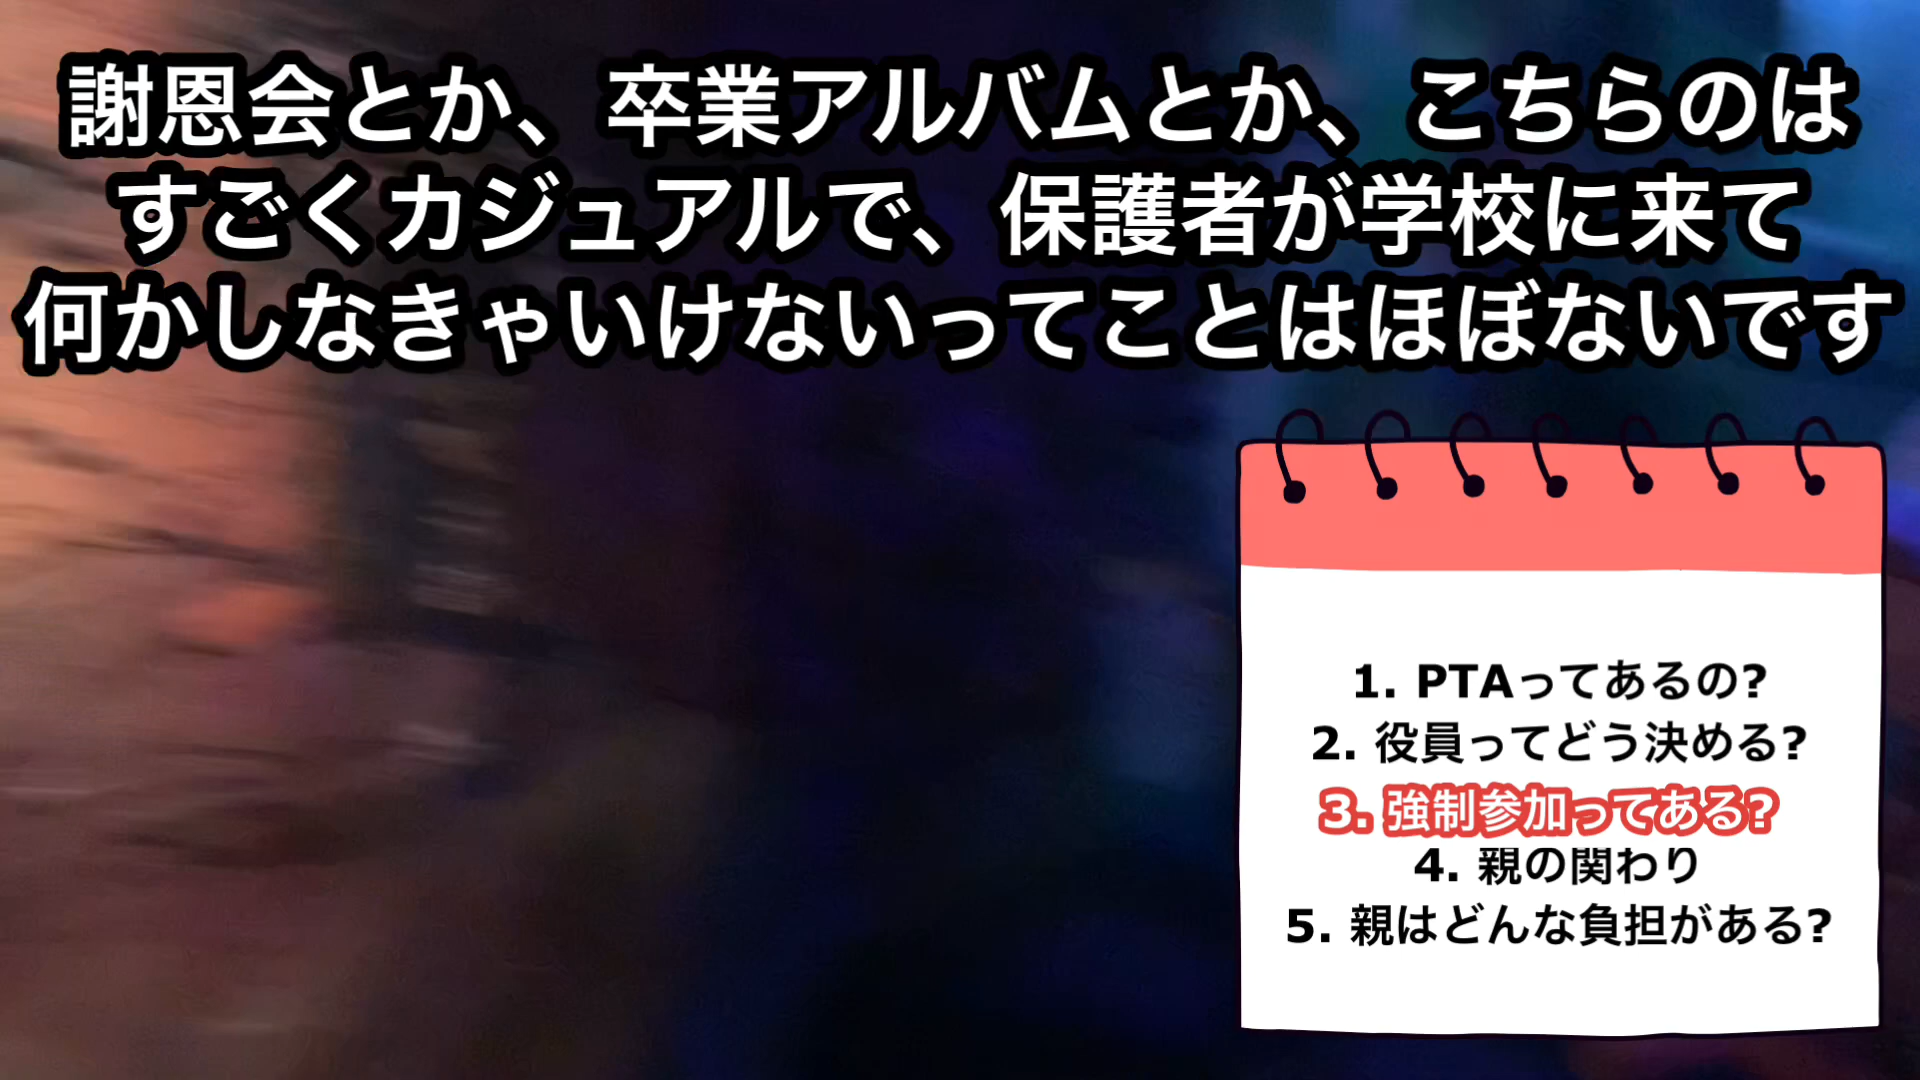 謝恩会とか、卒業アルバムとか、こちらのは
すごくカジュアルで、保護者が学校に来て
何かしなきゃいけないってことはほぼないです
1. PTAってあるの?
2. 役員ってどう決める?
3. 強制参加ってある?
4. 親の関わり
5. 親はどんな負担がある?